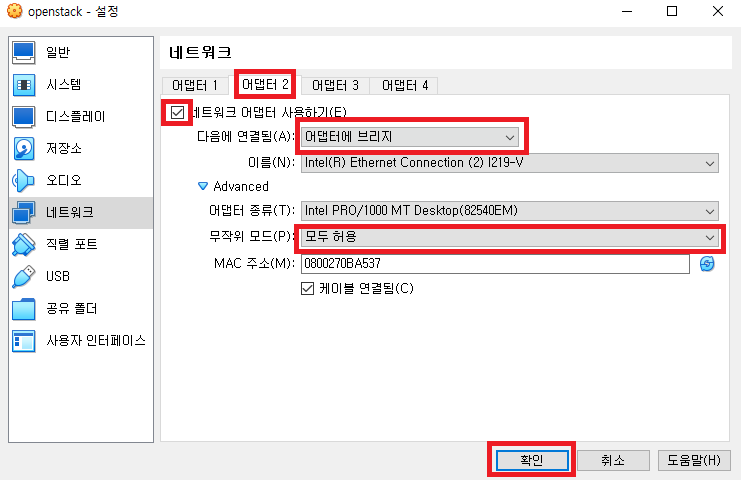 openstack - 설정
일반
시스템
디스플레이
저장소
오디오
네트워크
직렬 포트
USB
공유 폴더
사용자 인터페이스
네트워크
어댑터 1 어댑터 2 어댑터 3 어댑터 4
네트워크 어댑터 사용하기(E)
다음에 연결됨(A): 어댑터에 브리지
이름(N): Intel(R) Ethernet Connection (2) I219-V
Advanced
어댑터 종류(T): Intel PRO/1000 MT Desktop(82540EM)
무작위 모드(P): 모두 허용
MAC 주소(M): 0800270BA537
케이블 연결됨(C)
확인 취소 도움말(H)